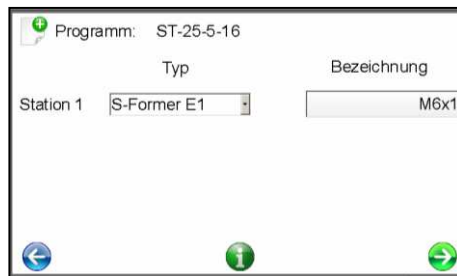 Programm: ST-25-5-16
Typ Bezeichnung
Station 1 S-Former E1 M6x1